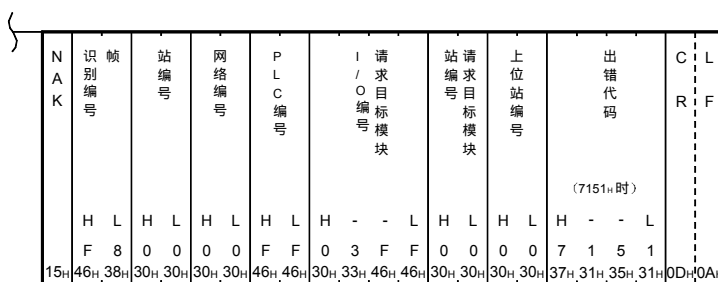 NAK 帧识别编号 站编号 网络编号 PLC编号 请求目标模块I/O编号 请求目标模块站编号 上位站编号 出错代码 CR LF
(7151H时)
H L H L H L H L H - - L H L H L H - - L
F 8 0 0 0 0 F F 0 3 F F 0 0 0 0 7 1 5 1
15H 46H 38H 30H 30H 30H 30H 46H 46H 30H 33H 46H 46H 30H 30H 30H 30H 37H 31H 35H 31H 0DH 0AH